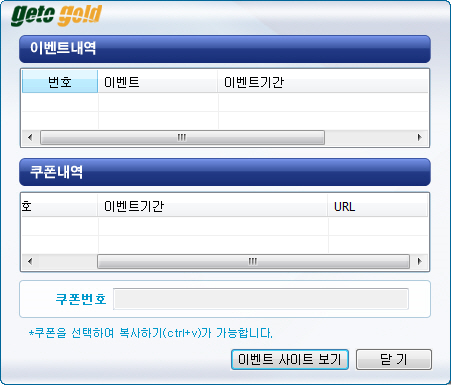 geto gold
이벤트내역
번호 이벤트 이벤트기간
쿠폰내역
호 이벤트기간 URL
쿠폰번호
*쿠폰을 선택하여 복사하기(ctrl+v)가 가능합니다.
이벤트 사이트 보기 닫 기